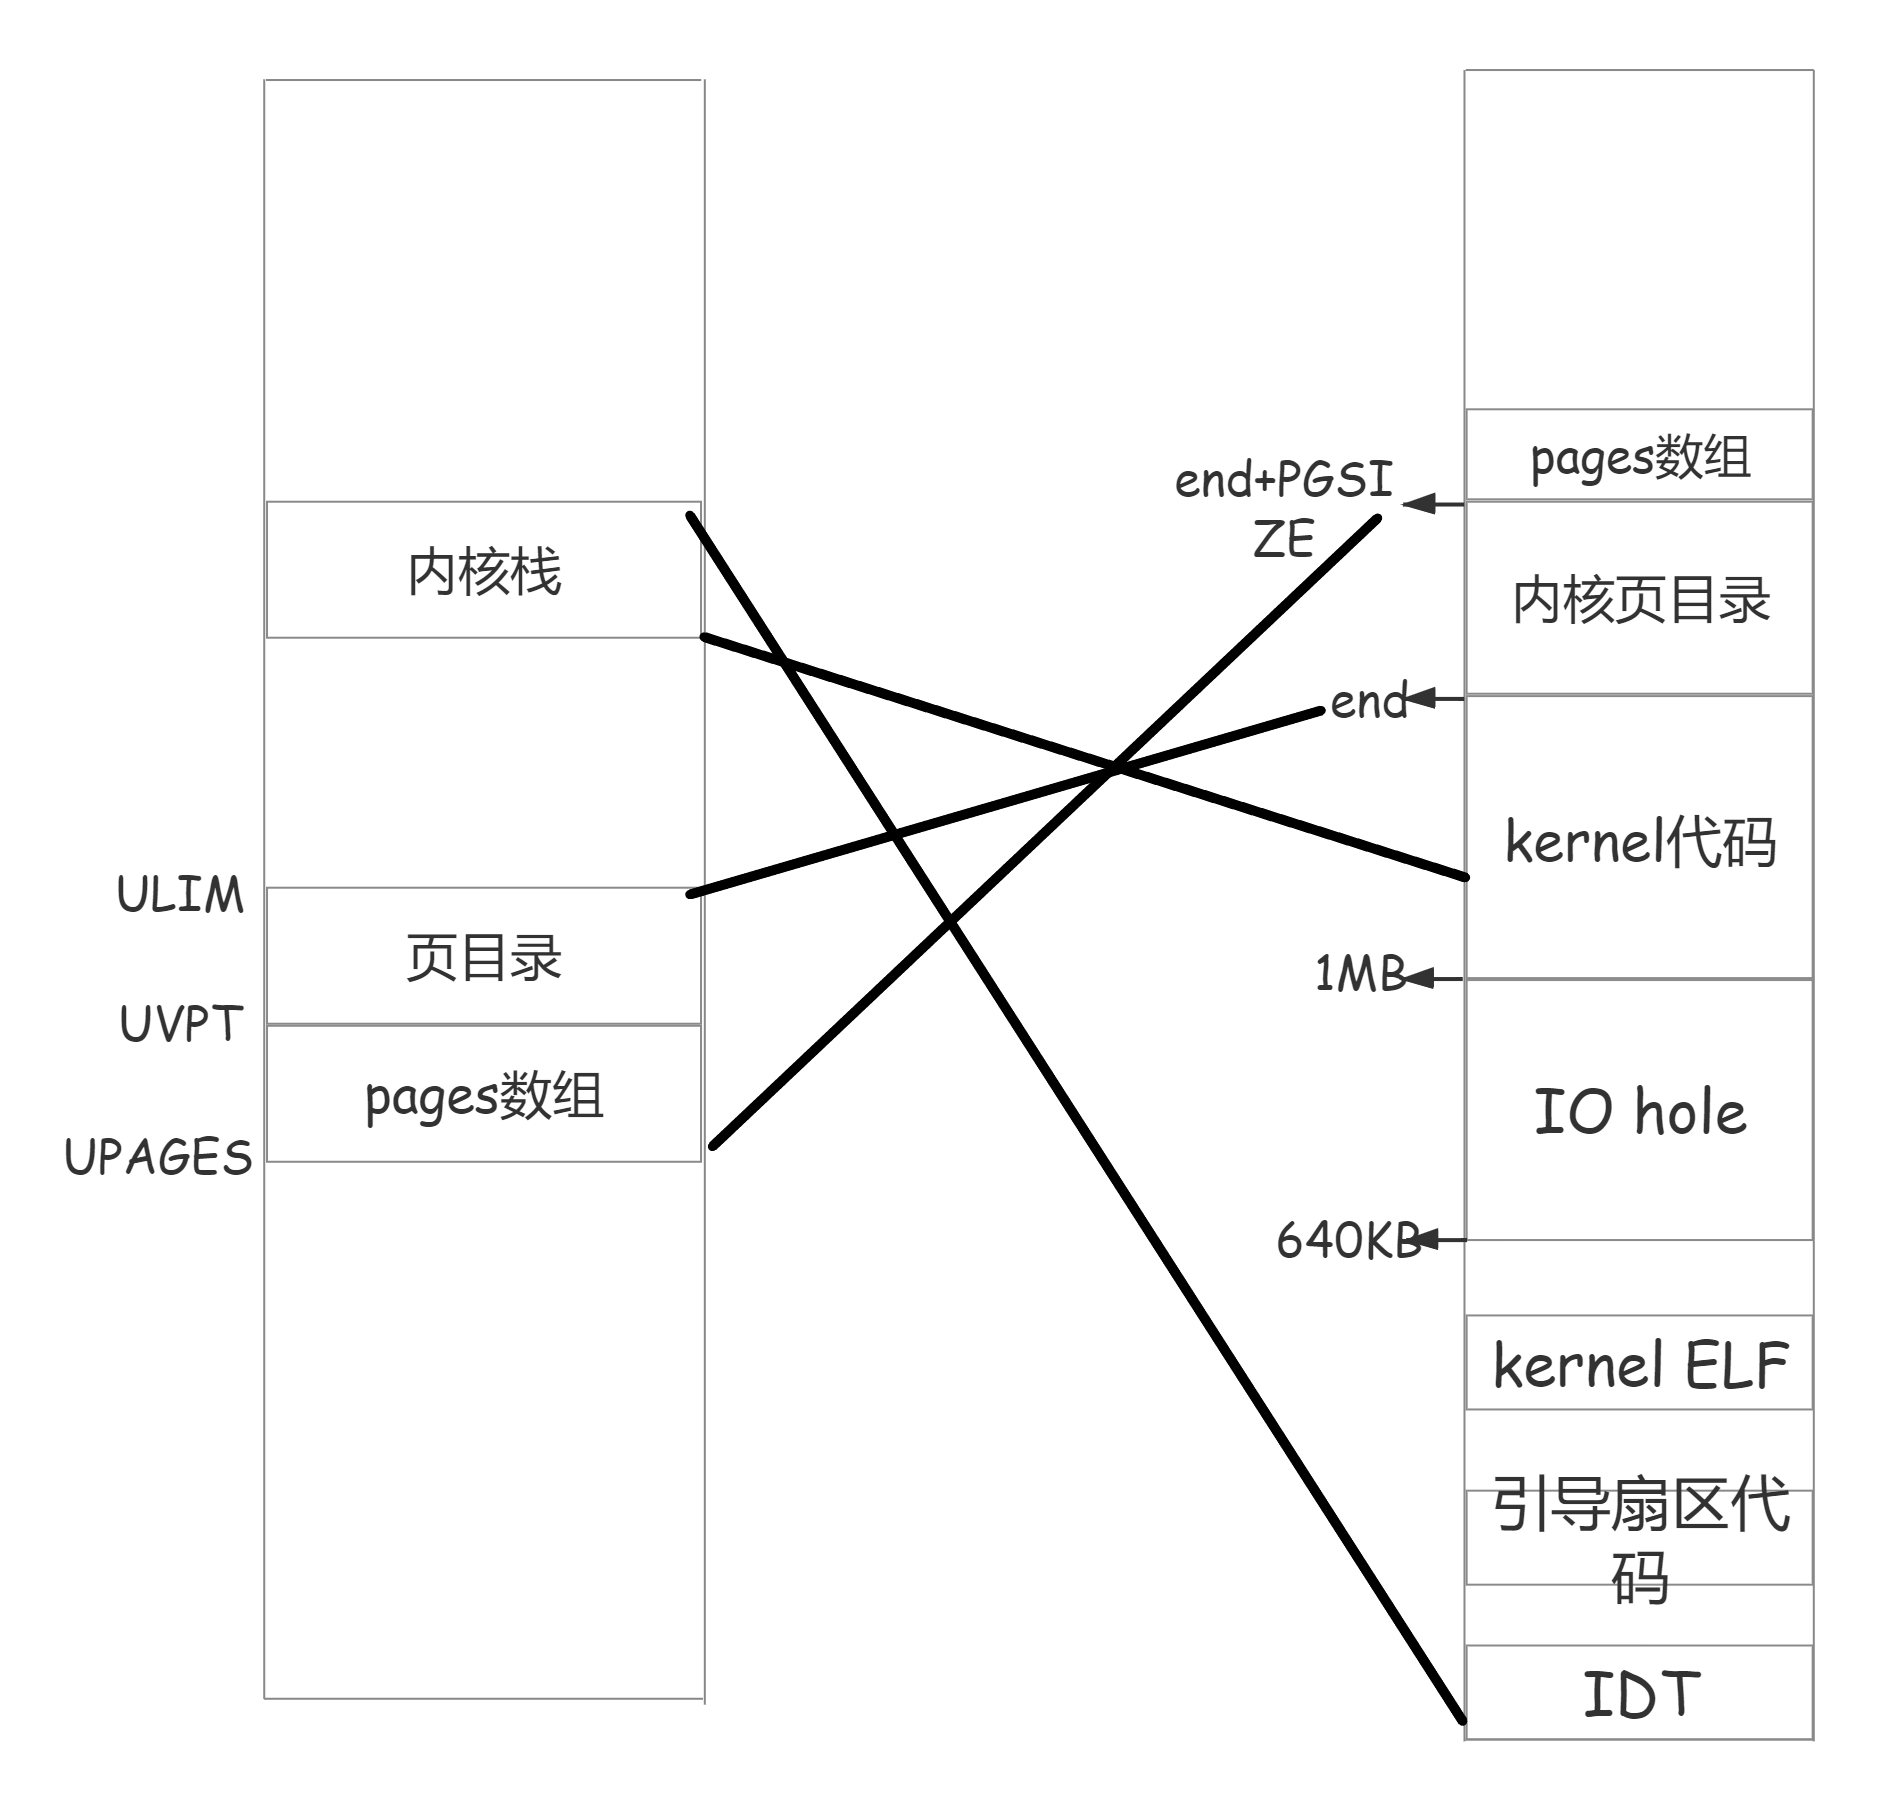 内核栈
ULIM
页目录
UVPT
pages数组
UPAGES
pages数组
end+PGSI
ZE
内核页目录
end
kernel代码
1MB
IO hole
640KB
kernel ELF
引导扇区代
码
IDT